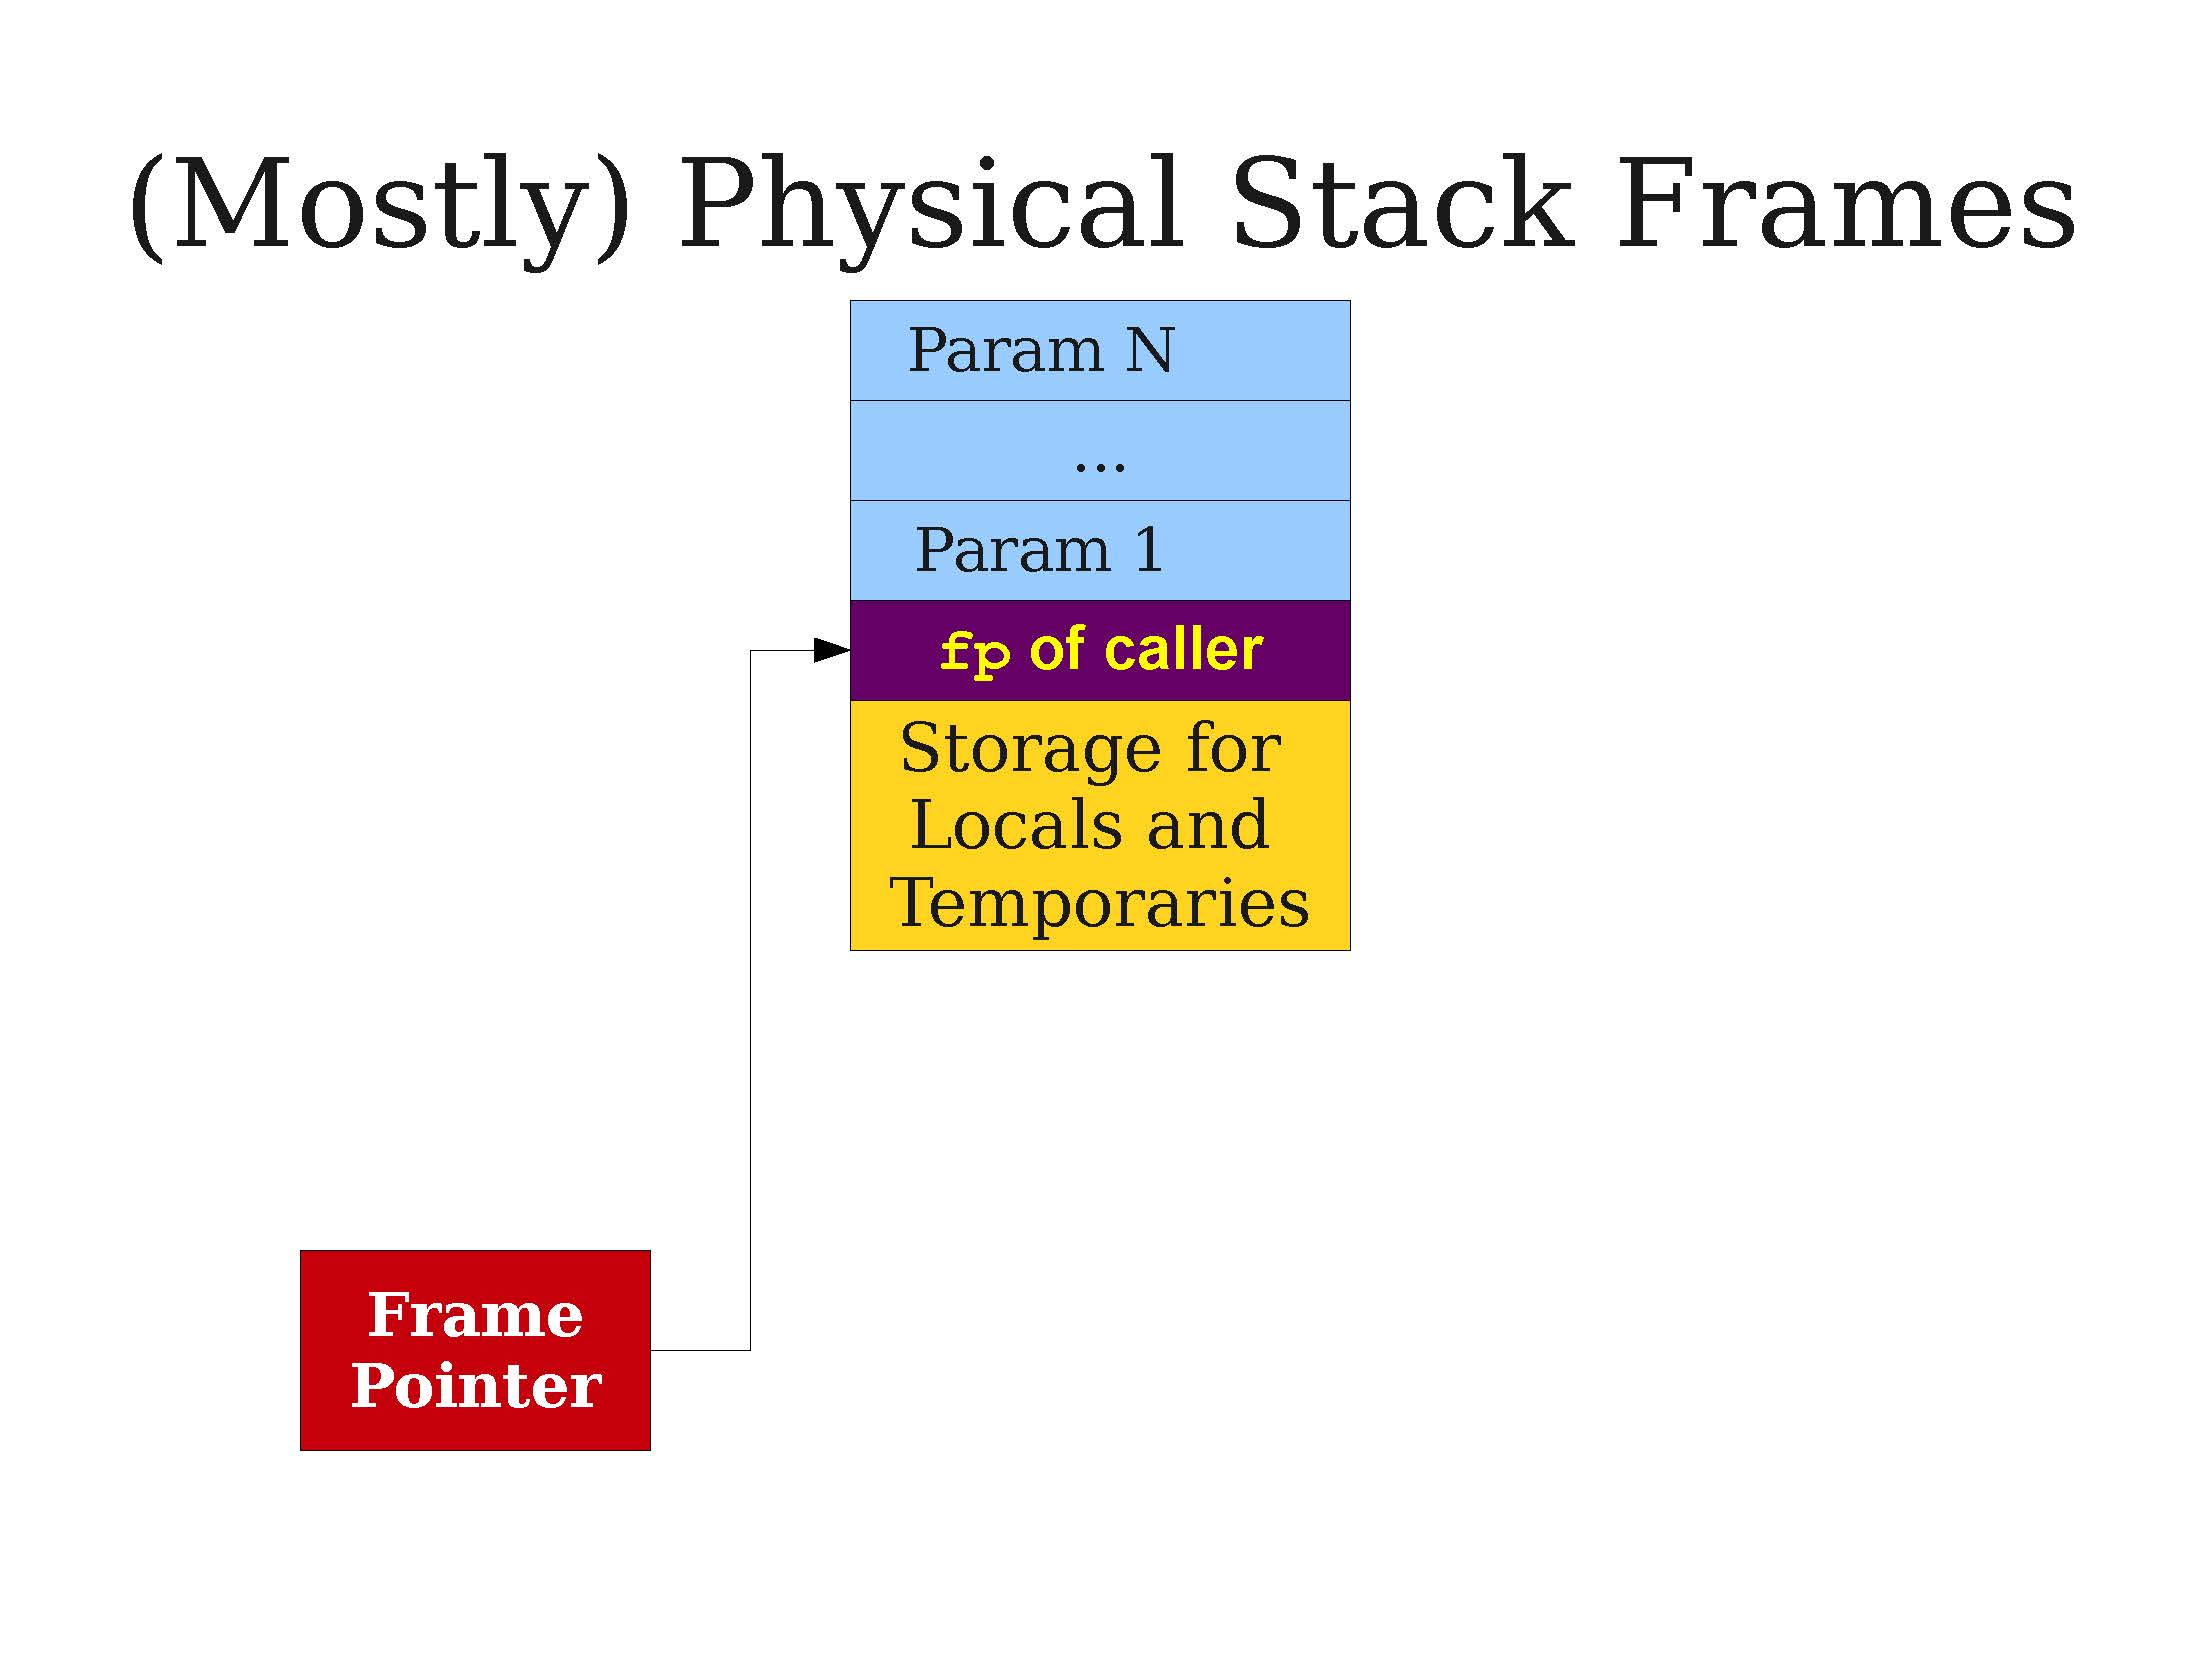 (Mostly) Physical Stack Frames
Param N
...
Param 1
fp of caller
Storage for
Locals and
Temporaries
Frame
Pointer